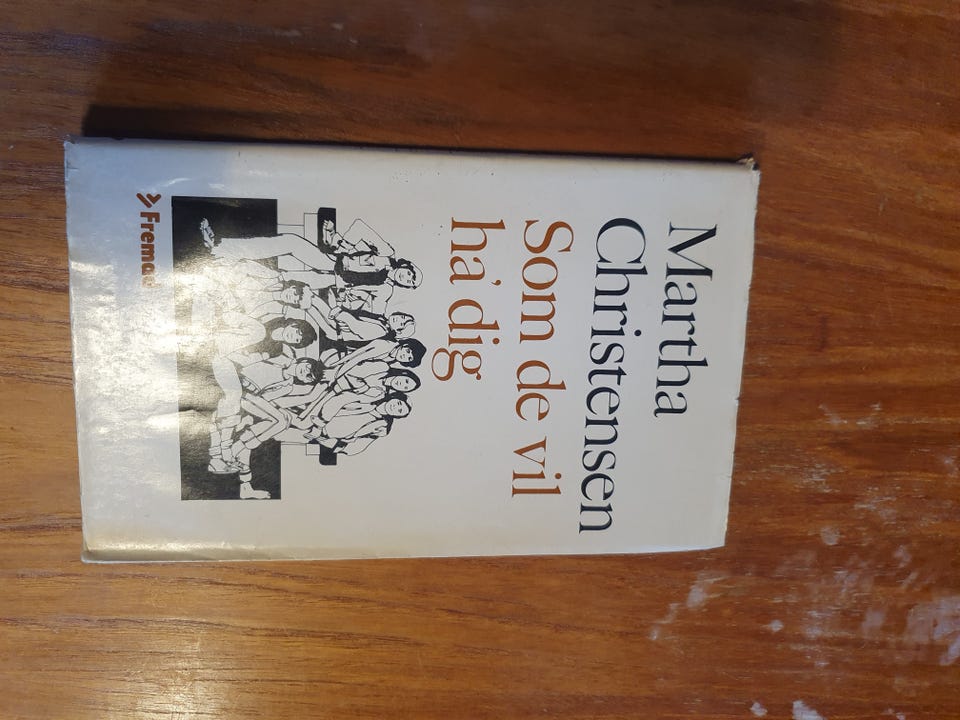 Martha
Christensen
Som de vil
ha' dig
Fremad